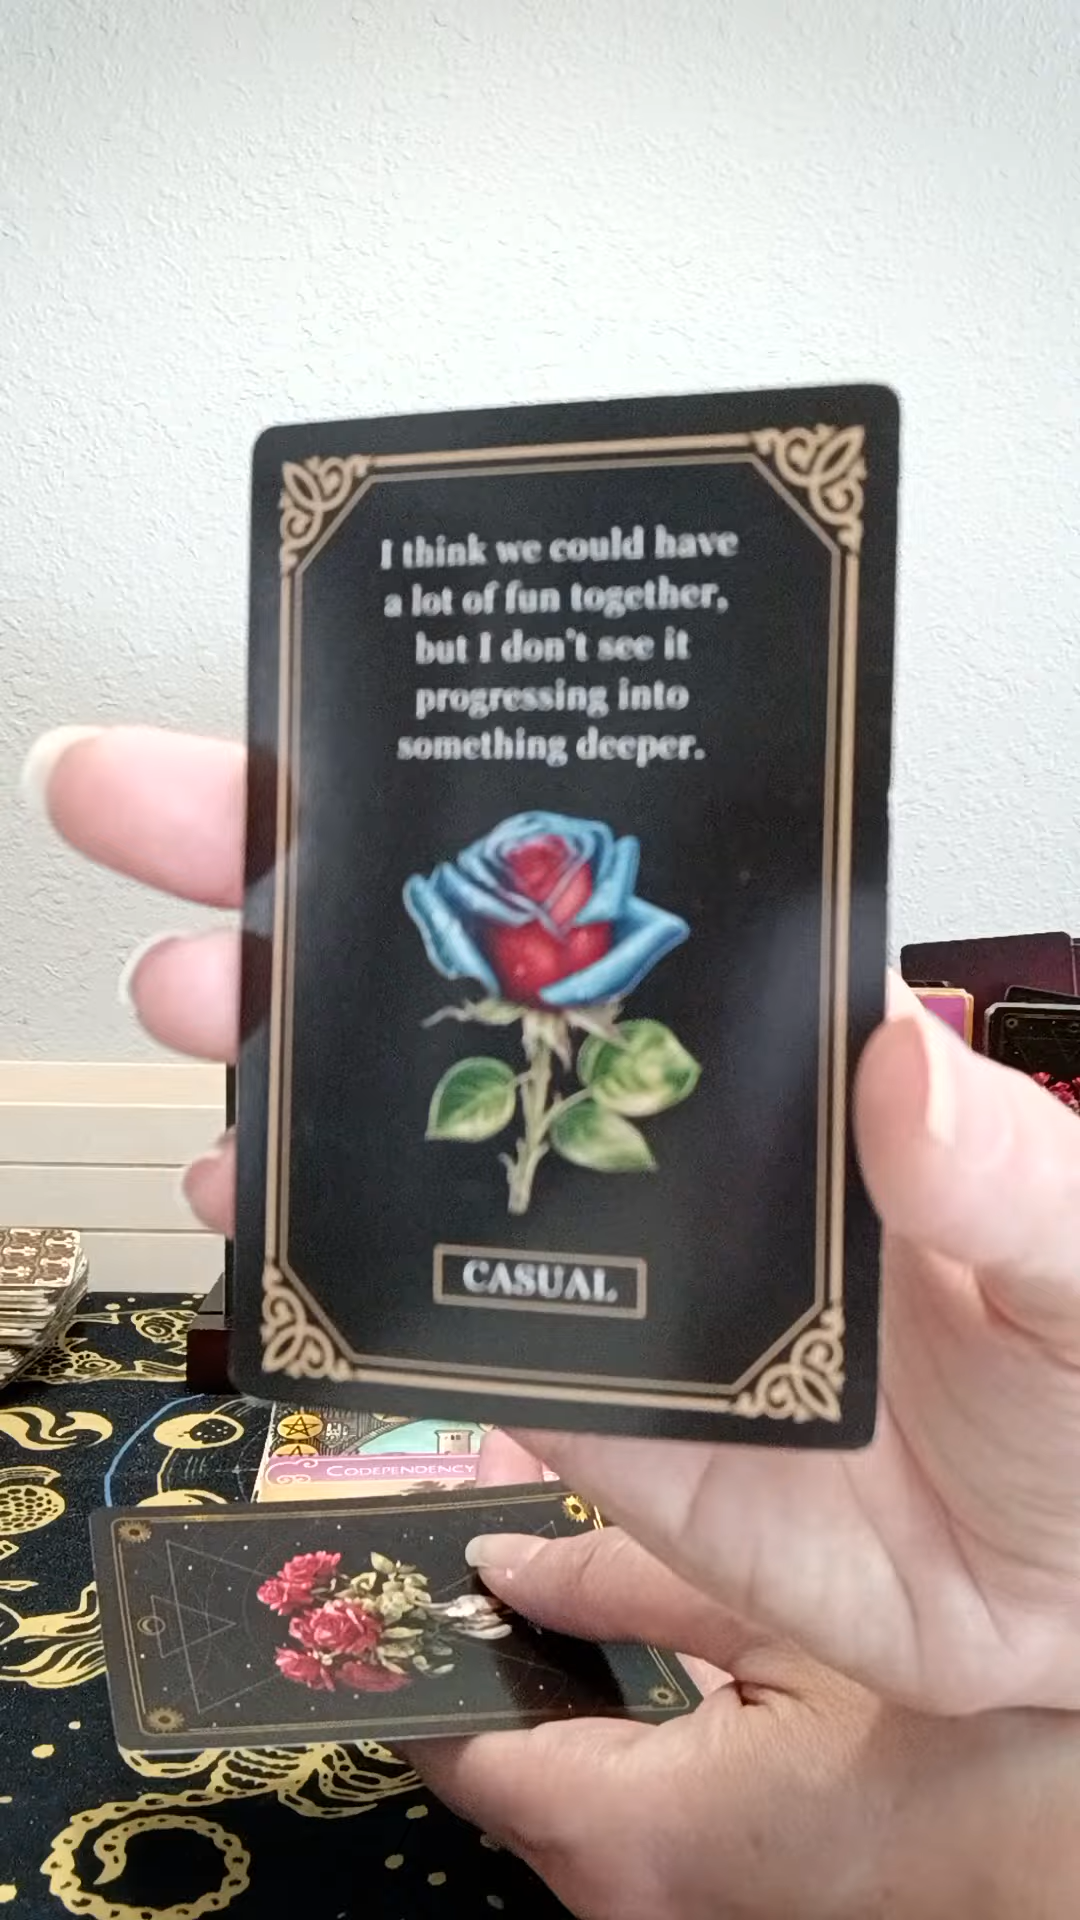 I think we could have
a lot of fun together,
but I don't see it
progressing into
something deeper.
CASUAL
CODEPENDENCY